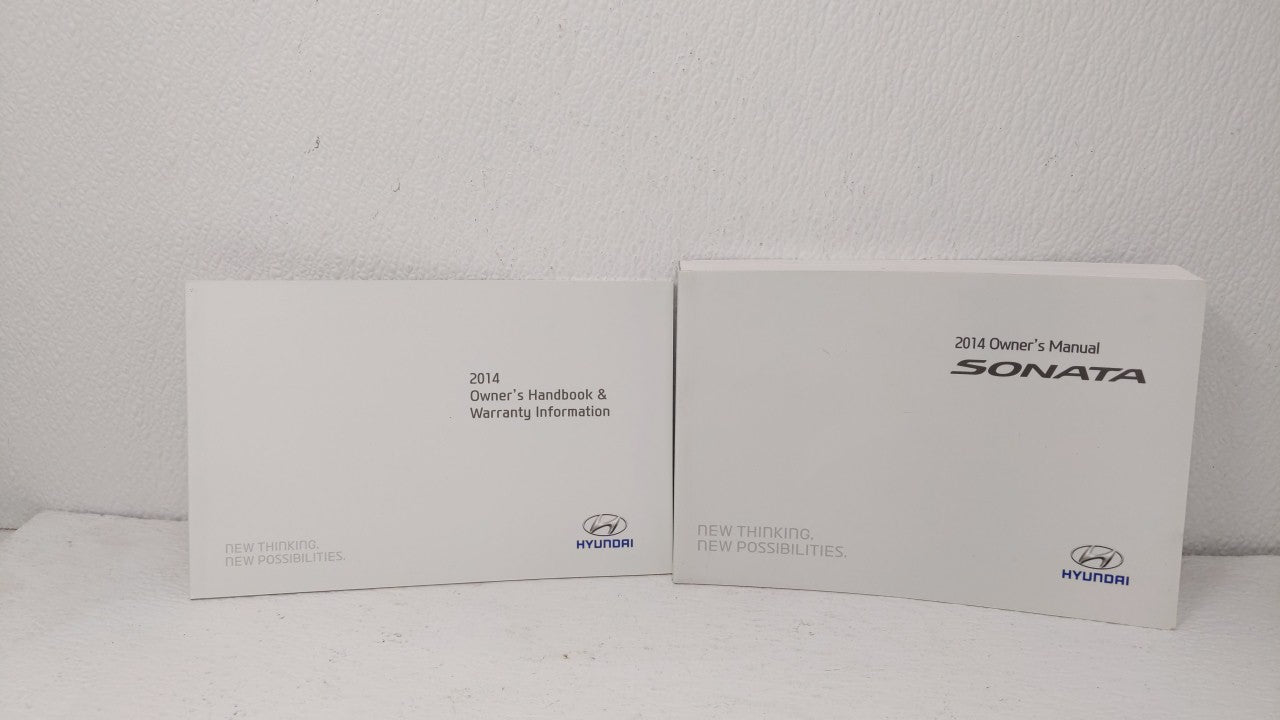 2014
Owner's Handbook &
Warranty Information
NEW THINKING.
NEW POSSIBILITIES.
HYUNDAI
2014 Owner's Manual
SONATA
NEW THINKING.
NEW POSSIBILITIES.
HYUNDAI